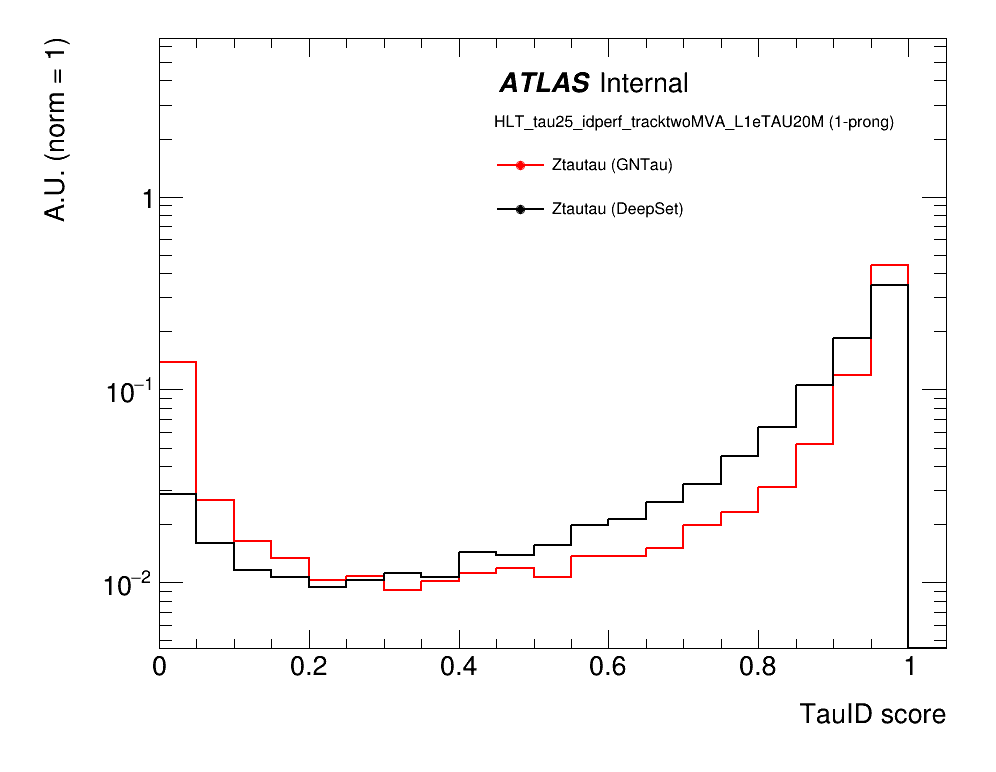 A.U. (norm = 1)
ATLAS Internal
HLT_tau25_idperf_tracktwoMVA_L1eTAU20M (1-prong)
Ztautau (GNTau)
Ztautau (DeepSet)
1
10⁻¹
10⁻²
0 0.2 0.4 0.6 0.8 1
TauID score